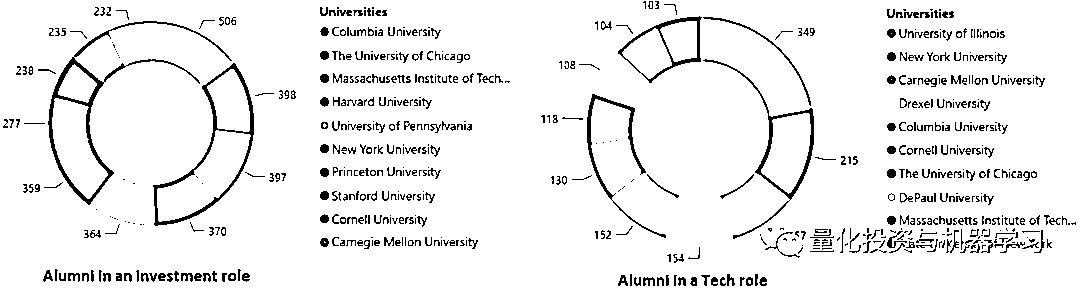 232
506
235
238
398
277
397
359
364
370
Universities
Columbia University
The University of Chicago
Massachusetts Institute of Tech...
Harvard University
University of Pennsylvania
New York University
Princeton University
Stanford University
Cornell University
Carnegie Mellon University
Alumni in an investment role
103
104
349
108
118
215
130
152
154
Universities
University of Illinois
New York University
Carnegie Mellon University
Drexel University
Columbia University
Cornell University
The University of Chicago
DePaul University
Massachusetts Institute of Tech...
Alumni in a Tech role
量化投资与机器学习